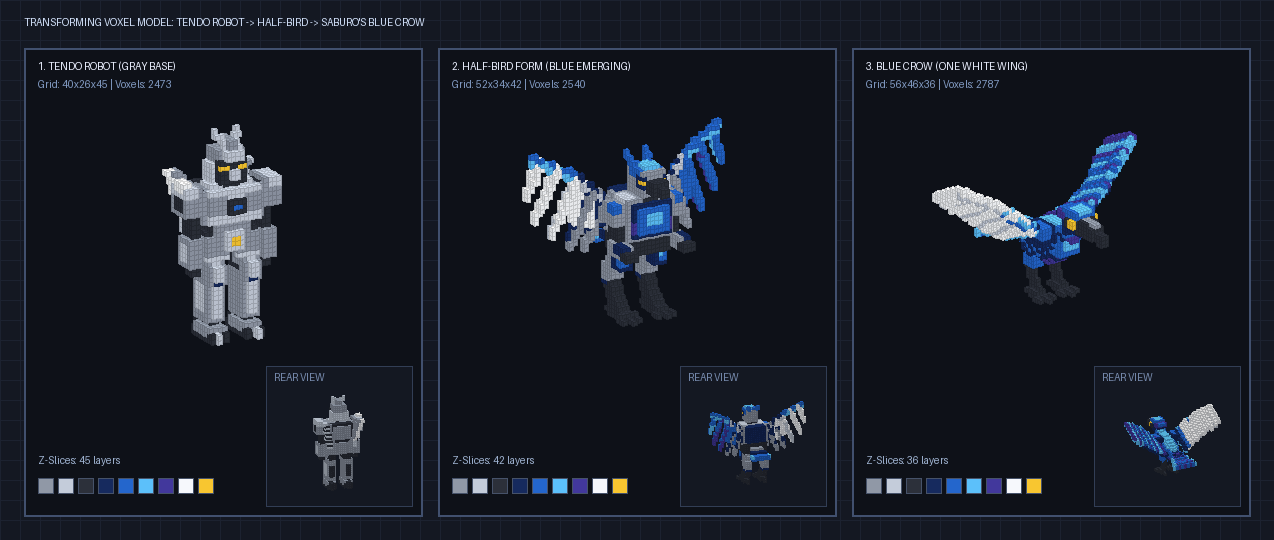 TRANSFORMING VOXEL MODEL: TENDO ROBOT -> HALF-BIRD -> SABURO'S BLUE CROW
1. TENDO ROBOT (GRAY BASE)
Grid: 40x26x45 | Voxels: 2473
REAR VIEW
Z-Slices: 45 layers
2. HALF-BIRD FORM (BLUE EMERGING)
Grid: 52x34x42 | Voxels: 2540
REAR VIEW
Z-Slices: 42 layers
3. BLUE CROW (ONE WHITE WING)
Grid: 56x46x36 | Voxels: 2787
REAR VIEW
Z-Slices: 36 layers